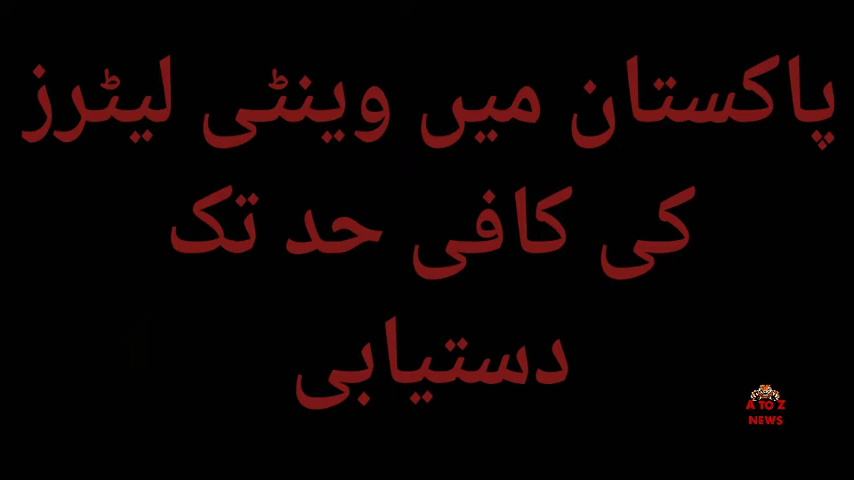 پاکستان میں وینٹی لیٹرز
کی کافی حد تک
دستیابی
A TO Z
NEWS